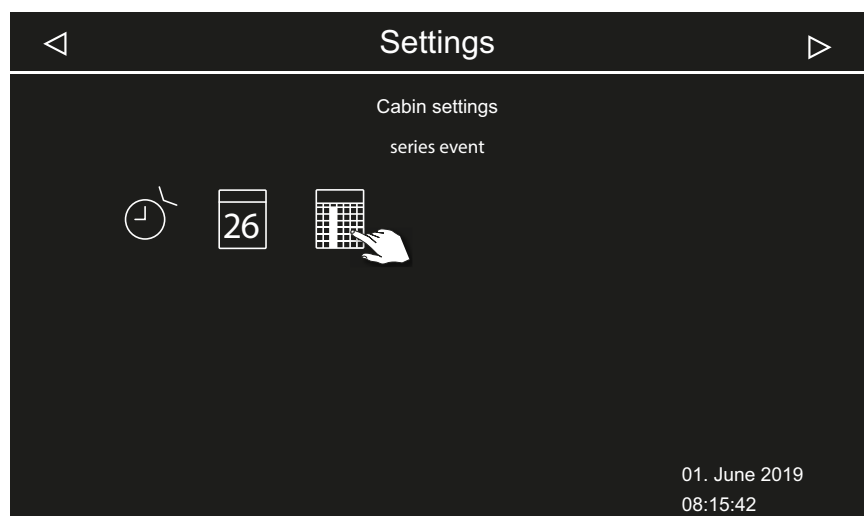 Settings
Cabin settings
series event
26
01. June 2019
08:15:42